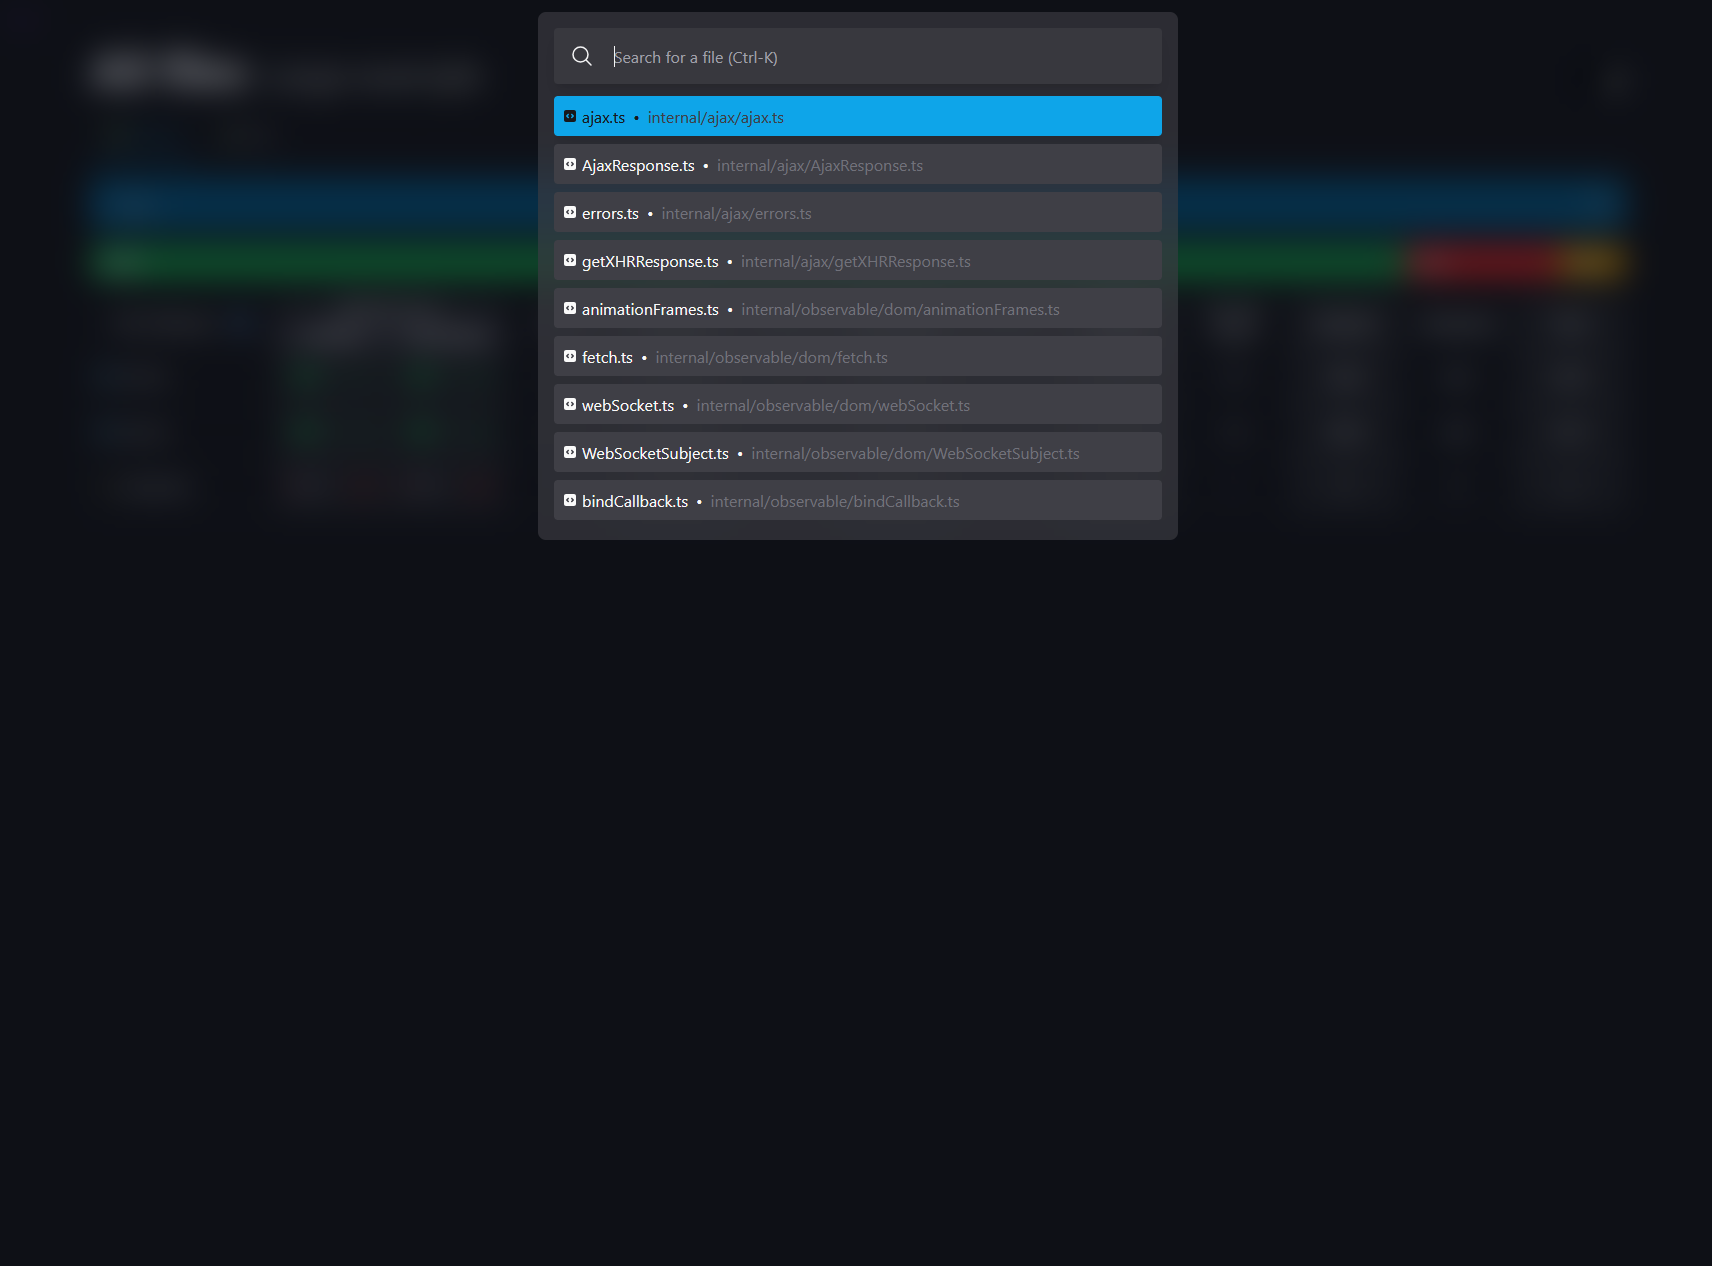 Search for a file (Ctrl-K)
ajax.ts • internal/ajax/ajax.ts
AjaxResponse.ts • internal/ajax/AjaxResponse.ts
errors.ts • internal/ajax/errors.ts
getXHRResponse.ts • internal/ajax/getXHRResponse.ts
animationFrames.ts • internal/observable/dom/animationFrames.ts
fetch.ts • internal/observable/dom/fetch.ts
webSocket.ts • internal/observable/dom/webSocket.ts
WebSocketSubject.ts • internal/observable/dom/WebSocketSubject.ts
bindCallback.ts • internal/observable/bindCallback.ts